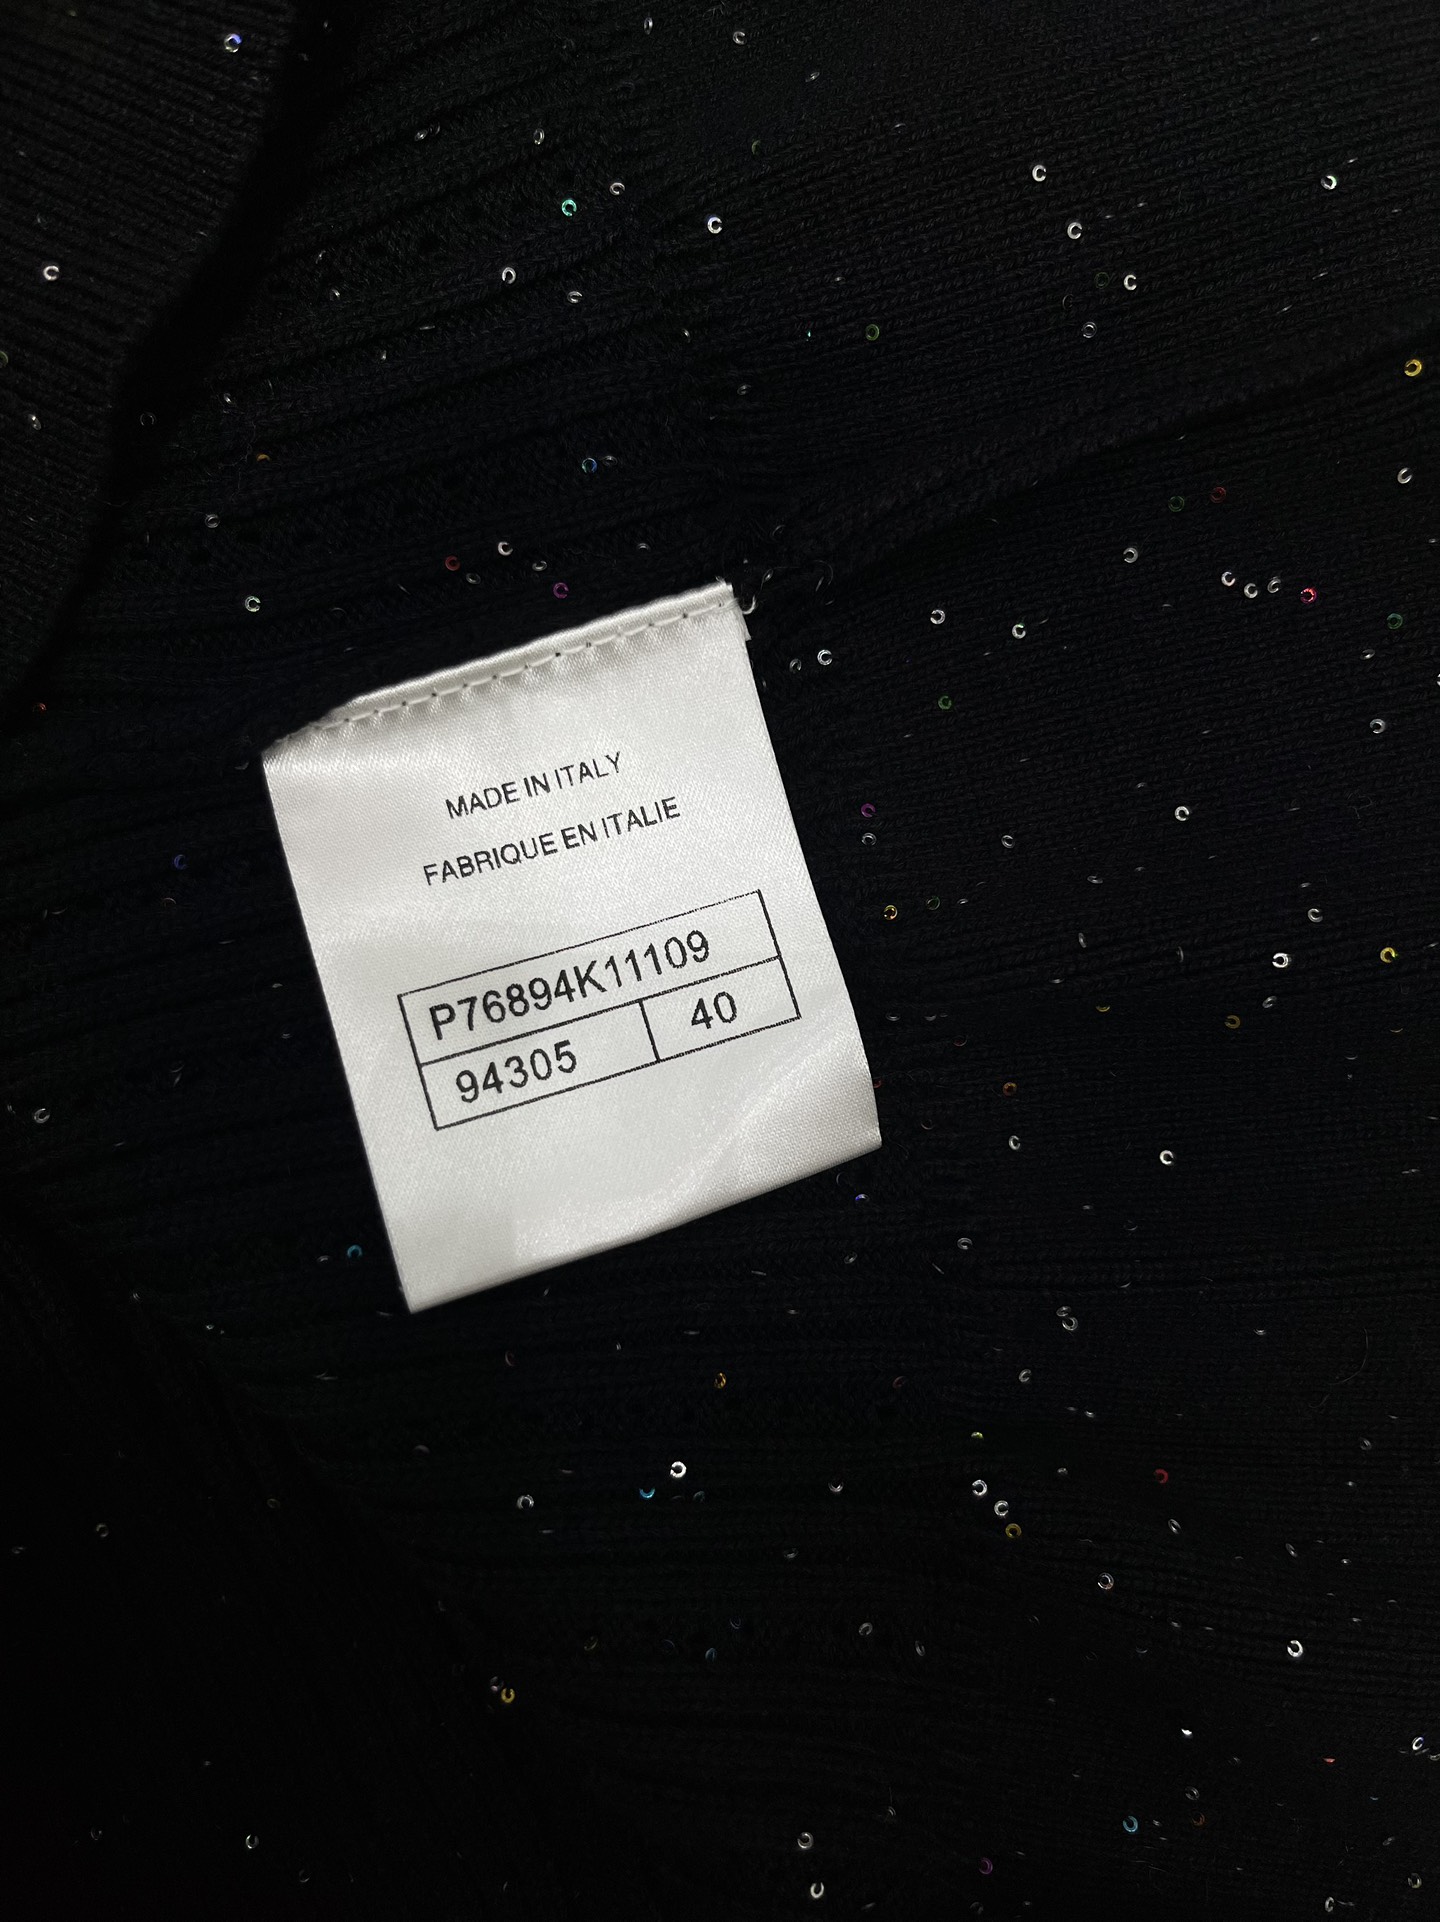 MADE IN ITALY
FABRIQUE EN ITALIE
P76894K11109
94305 40